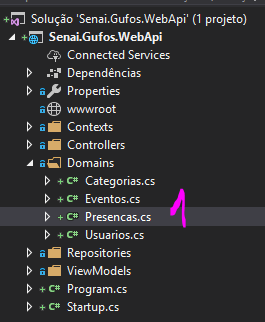 Solução 'Senai.Gufos.WebApi' (1 projeto)
Senai.Gufos.WebApi
Connected Services
Dependências
Properties
wwwroot
Contexts
Controllers
Domains
C# Categorias.cs
C# Eventos.cs
C# Presencas.cs 1
C# Usuarios.cs
Repositories
ViewModels
C# Program.cs
C# Startup.cs